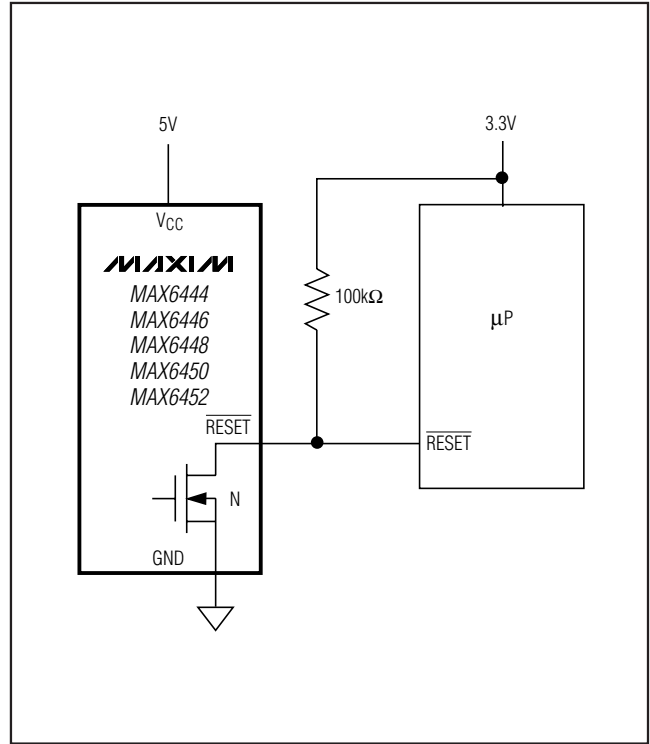 5V
3.3V
VCC
MAXIM
MAX6444
MAX6446
MAX6448
MAX6450
MAX6452
100kΩ
μP
RESET
RESET
N
GND